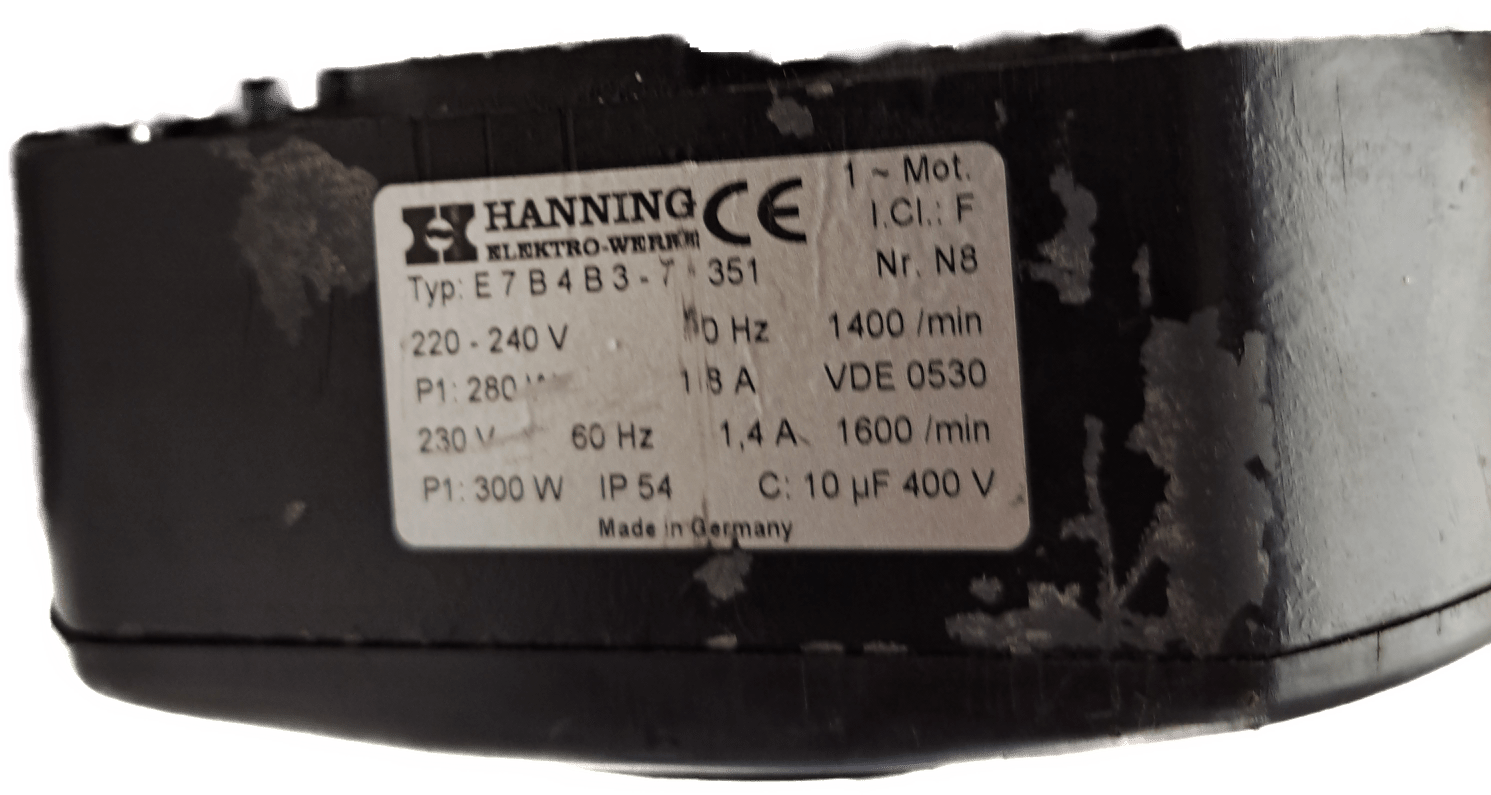 HANNING CE 1 ~ Mot.
ELEKTRO-WERKE I.Cl.: F
Typ: E 7 B 4 B 3 - 7 351 Nr. N8
220 - 240 V Hz 1400 /min
P1: 280 A VDE 0530
230 V 60 Hz 1,4 A 1600 /min
P1: 300 W IP 54 C: 10 µF 400 V
Made in Germany